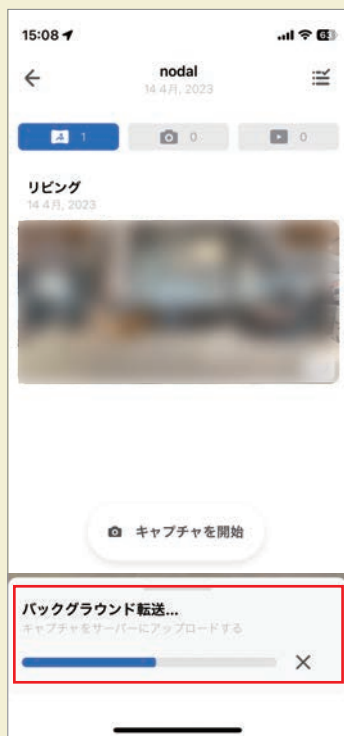 15:08
63
nodal
14 4月, 2023
1
0
0
リビング
14 4月, 2023
キャプチャを開始
バックグラウンド転送...
キャプチャをサーバーにアップロードする